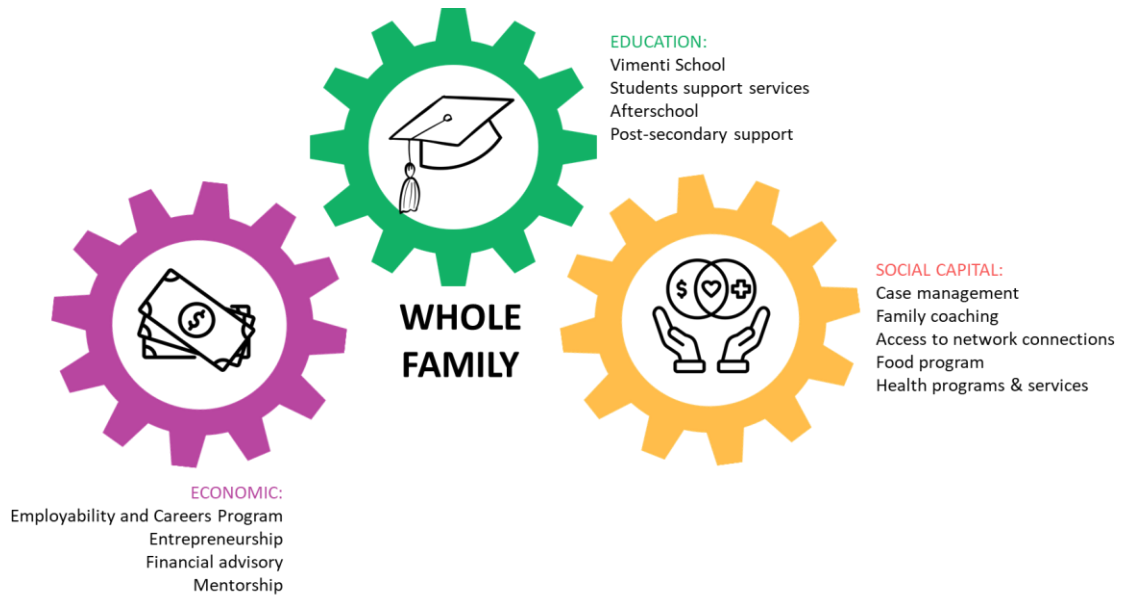 EDUCATION:
Vimenti School
Students support services
Afterschool
Post-secondary support
WHOLE
FAMILY
SOCIAL CAPITAL:
Case management
Family coaching
Access to network connections
Food program
Health programs & services
ECONOMIC:
Employability and Careers Program
Entrepreneurship
Financial advisory
Mentorship